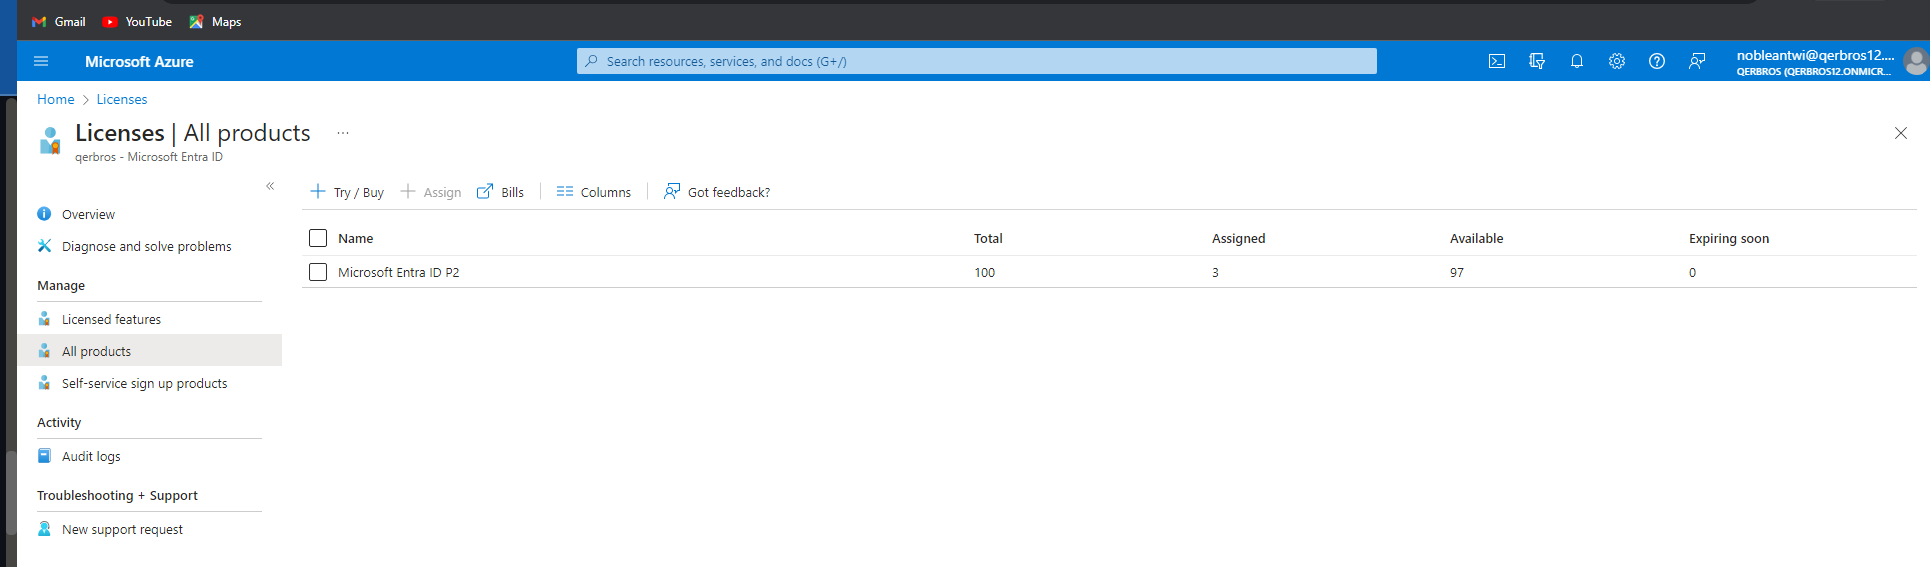 Gmail YouTube Maps
Microsoft Azure
Search resources, services, and docs (G+/)
nobleantwi@qerbros12....
QERBROS (QERBROS12.ONMICR...
Home > Licenses
Licenses | All products ...
qerbros - Microsoft Entra ID
«
Overview
Diagnose and solve problems
Manage
Licensed features
All products
Self-service sign up products
Activity
Audit logs
Troubleshooting + Support
New support request
Try / Buy Assign Bills Columns Got feedback?
Name Total Assigned Available Expiring soon
Microsoft Entra ID P2 100 3 97 0